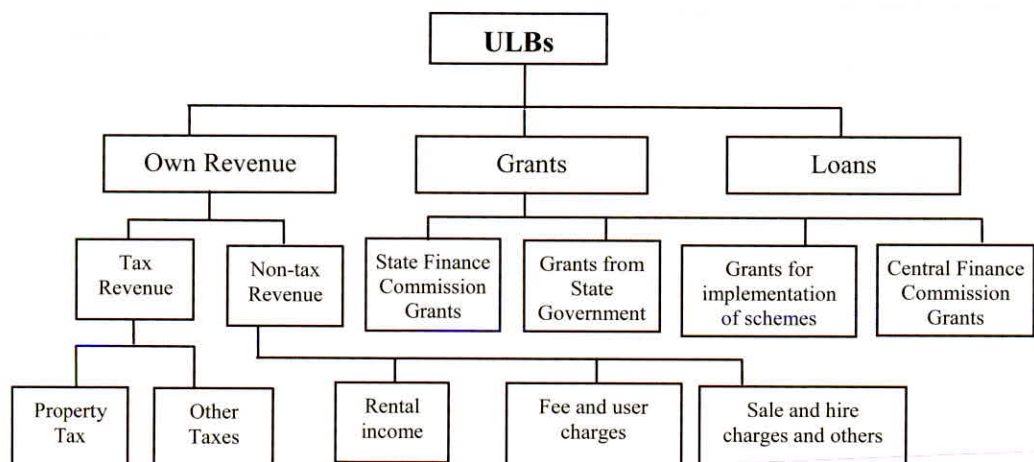 ULBs
Own Revenue
Grants
Loans
Tax
Revenue
Non-tax
Revenue
State Finance
Commission
Grants
Grants from
State
Government
Grants for
implementation
of schemes
Central Finance
Commission
Grants
Property
Tax
Other
Taxes
Rental
income
Fee and user
charges
Sale and hire
charges and others